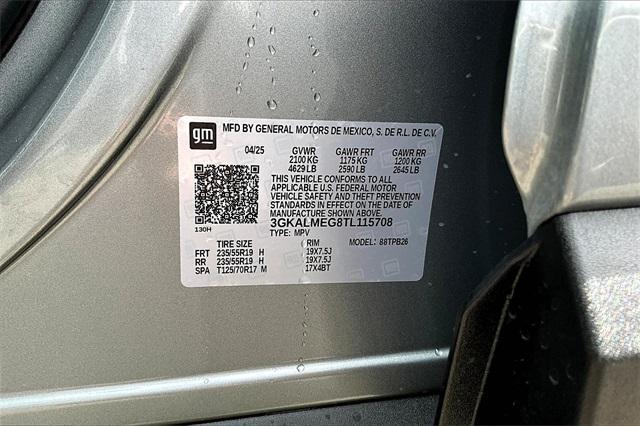 gm MFD BY GENERAL MOTORS DE MEXICO, S. DE R.L. DE C.V.
04/25 GVWR GAWR FRT GAWR RR
2100 KG 1175 KG 1200 KG
4629 LB 2590 LB 2645 LB
THIS VEHICLE CONFORMS TO ALL
APPLICABLE U.S. FEDERAL MOTOR
VEHICLE SAFETY AND THEFT PREVENTION
STANDARDS IN EFFECT ON THE DATE OF
MANUFACTURE SHOWN ABOVE.
3GKALMEG8TL115708
130H TYPE: MPV
TIRE SIZE RIM MODEL: 88TPB26
FRT 235/55R19 H 19X7.5J
RR 235/55R19 H 19X7.5J
SPA T125/70R17 M 17X4BT